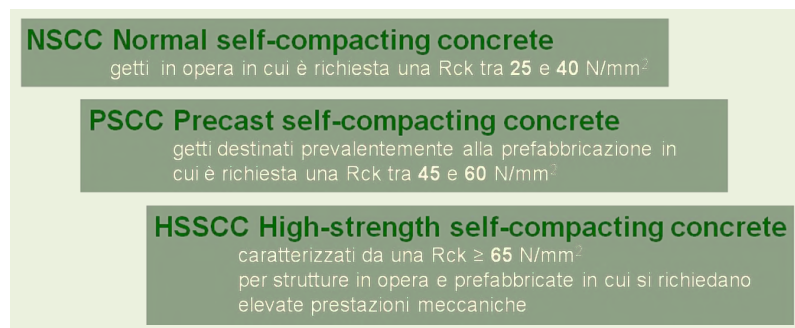 NSCC Normal self-compacting concrete
getti in opera in cui è richiesta una Rck tra 25 e 40 N/mm²
PSCC Precast self-compacting concrete
getti destinati prevalentemente alla prefabbricazione in
cui è richiesta una Rck tra 45 e 60 N/mm²
HSSCC High-strength self-compacting concrete
caratterizzati da una Rck ≥ 65 N/mm²
per strutture in opera e prefabbricate in cui si richiedano
elevate prestazioni meccaniche